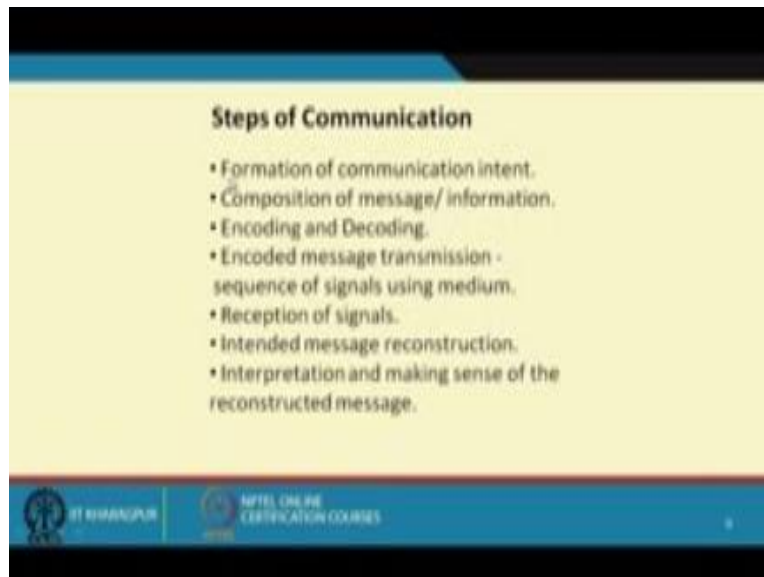 Steps of Communication
• Formation of communication intent.
• Composition of message/ information.
• Encoding and Decoding.
• Encoded message transmission -
sequence of signals using medium.
• Reception of signals.
• Intended message reconstruction.
• Interpretation and making sense of the
reconstructed message.
IIT KHARAGPUR
NPTEL ONLINE
CERTIFICATION COURSES